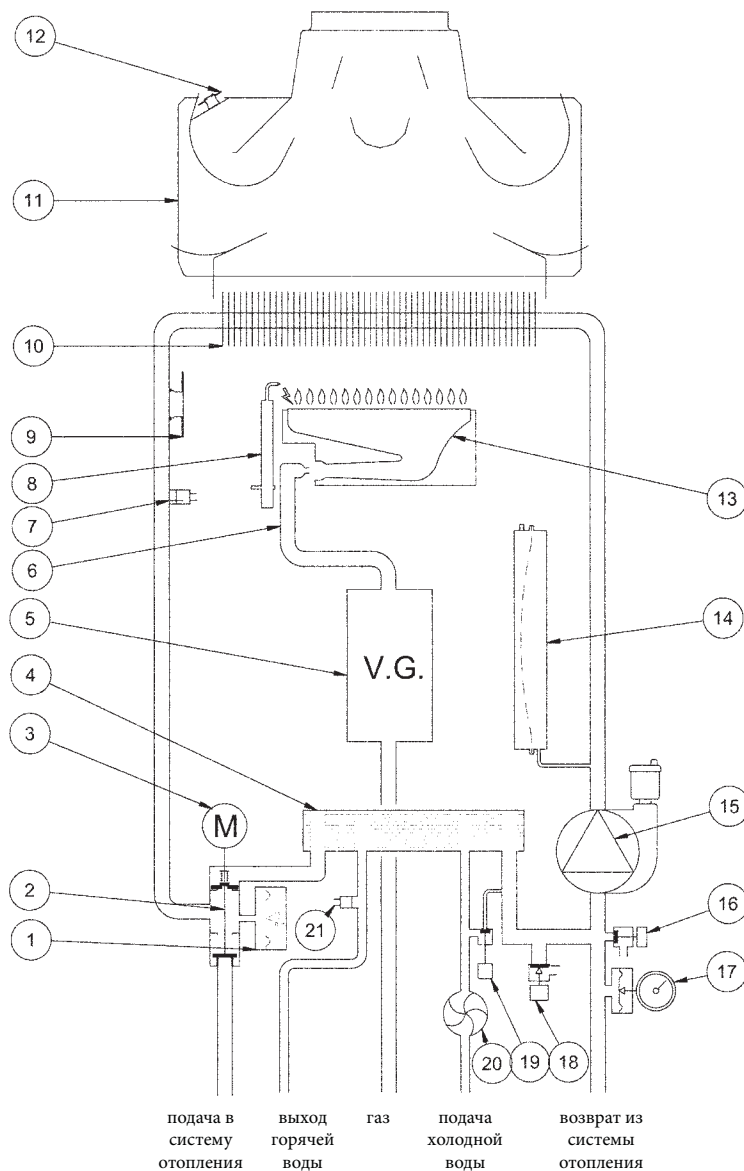 12
11
10
9
8
7
6
5
4
3
2
1
13
14
15
16
17
18
19
20
21
V.G.
M
подача в
систему
отопления
выход
горячей
воды
газ
подача
холодной
воды
возврат из
системы
отопления